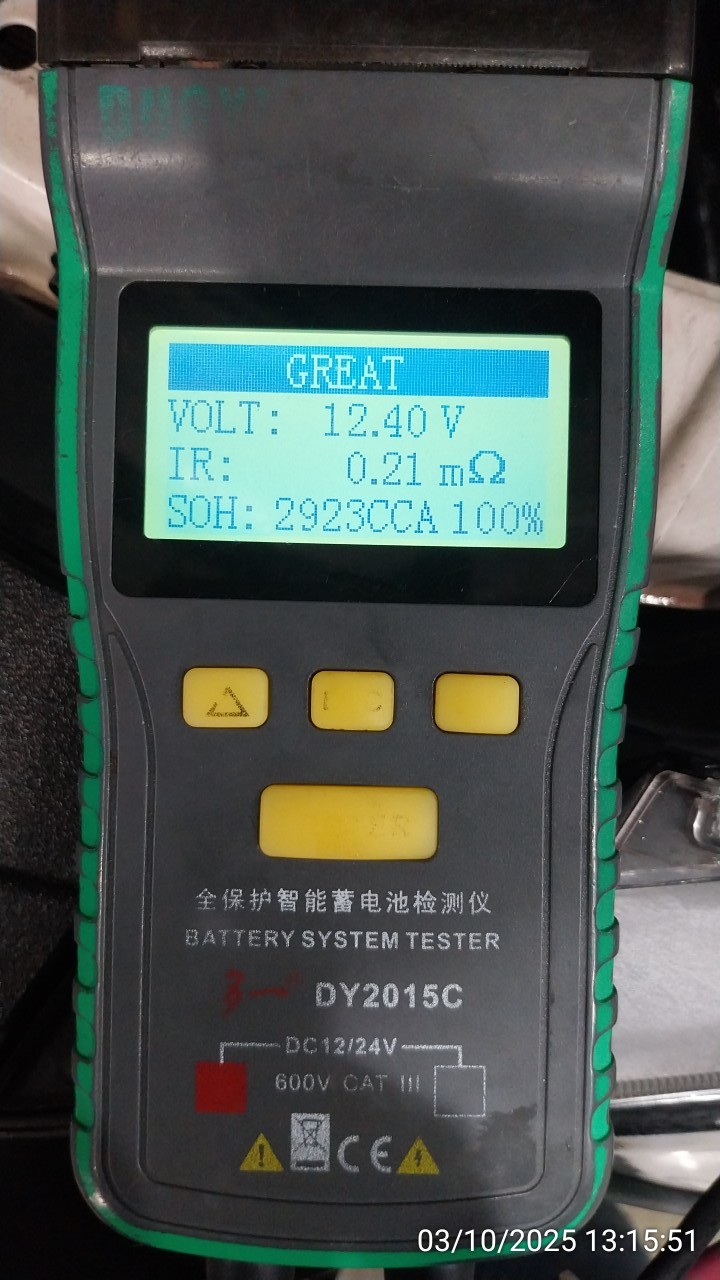 GREAT
VOLT: 12.40 V
IR: 0.21 mΩ
SOH: 2923CCA 100%
全保护智能蓄电池检测仪
BATTERY SYSTEM TESTER
DY2015C
DC12/24V
600V CAT III
CE
03/10/2025 13:15:51